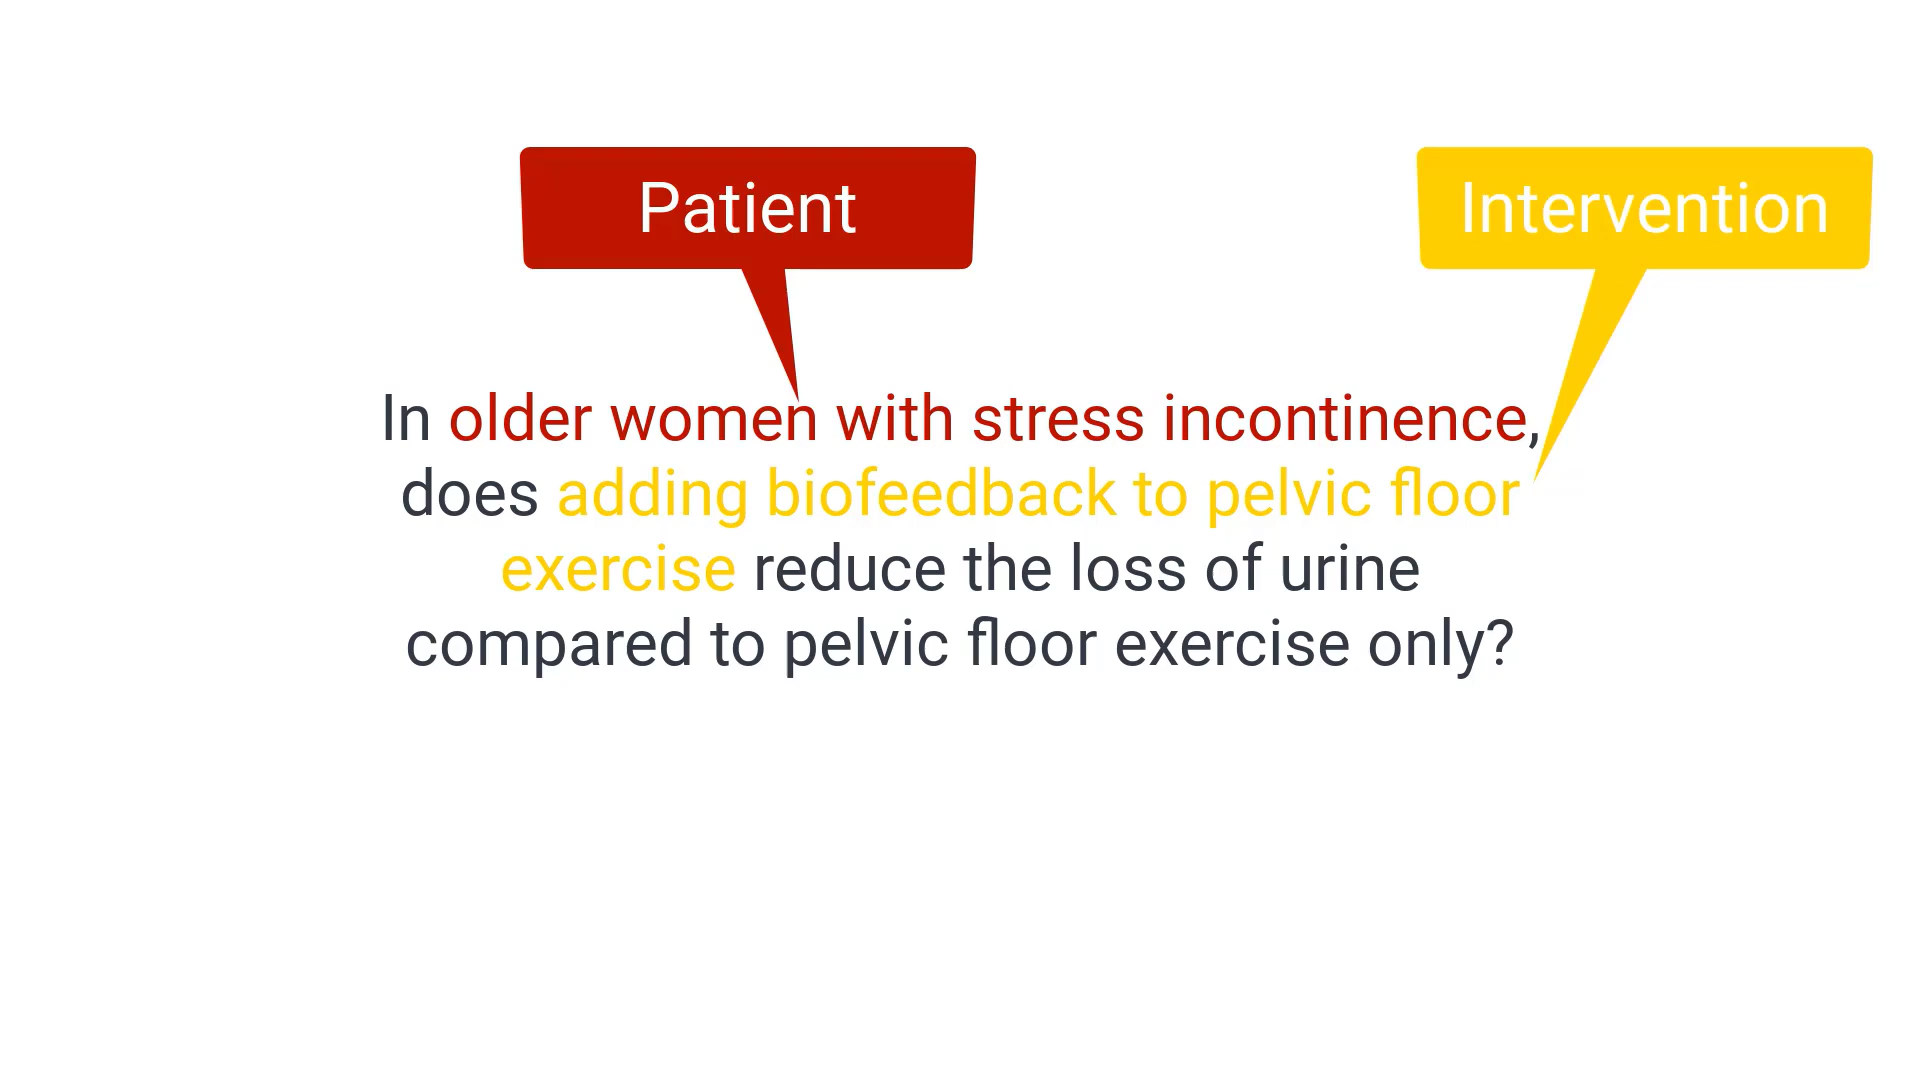 Patient
Intervention
In older women with stress incontinence,
does adding biofeedback to pelvic floor
exercise reduce the loss of urine
compared to pelvic floor exercise only?